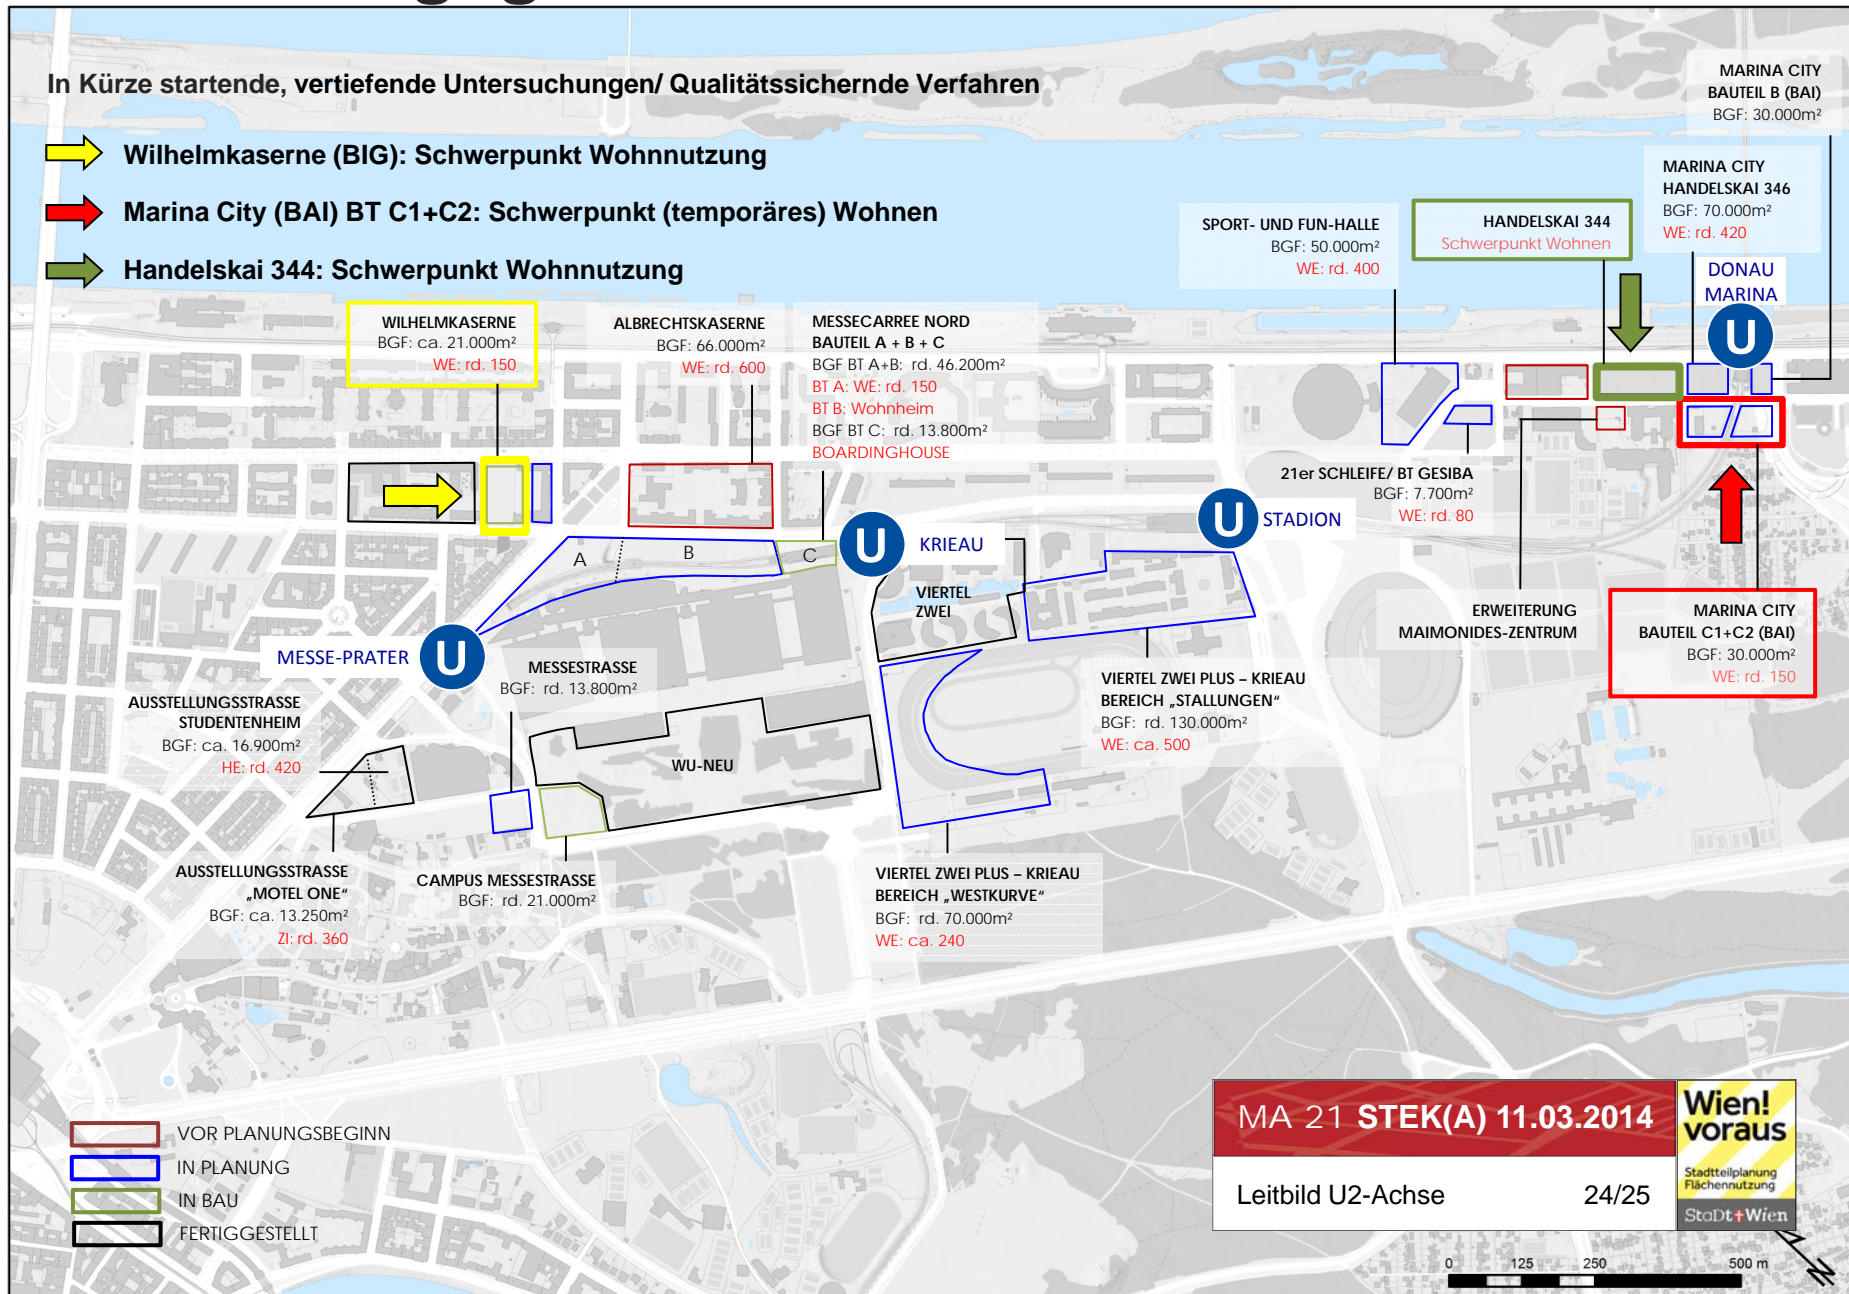 In Kürze startende, vertiefende Untersuchungen/ Qualitätssichernde Verfahren
Wilhelmkaserne (BIG): Schwerpunkt Wohnnutzung
Marina City (BAI) BT C1+C2: Schwerpunkt (temporäres) Wohnen
Handelskai 344: Schwerpunkt Wohnnutzung
MARINA CITY
BAUTEIL B (BAI)
BGF: 30.000m²
MARINA CITY
HANDELSKAI 346
BGF: 70.000m²
WE: rd. 420
SPORT- UND FUN-HALLE
BGF: 50.000m²
WE: rd. 400
HANDELSKAI 344
Schwerpunkt Wohnen
DONAU
MARINA
U
WILHELMKASERNE
BGF: ca. 21.000m²
WE: rd. 150
ALBRECHTSKASERNE
BGF: 66.000m²
WE: rd. 600
MESSECARREE NORD
BAUTEIL A + B + C
BGF BT A+B: rd. 46.200m²
BT A: WE: rd. 150
BT B: Wohnheim
BGF BT C: rd. 13.800m²
BOARDINGHOUSE
21er SCHLEIFE/ BT GESIBA
BGF: 7.700m²
WE: rd. 80
U
STADION
A
B
C
U
KRIEAU
VIERTEL
ZWEI
ERWEITERUNG
MAIMONIDES-ZENTRUM
MARINA CITY
BAUTEIL C1+C2 (BAI)
BGF: 30.000m²
WE: rd. 150
MESSE-PRATER
U
MESSESTRASSE
BGF: rd. 13.800m²
VIERTEL ZWEI PLUS – KRIEAU
BEREICH „STALLUNGEN“
BGF: rd. 130.000m²
WE: ca. 500
AUSSTELLUNGSSTRASSE
STUDENTENHEIM
BGF: ca. 16.900m²
HE: rd. 420
WU-NEU
AUSSTELLUNGSSTRASSE
„MOTEL ONE“
BGF: ca. 13.250m²
ZI: rd. 360
CAMPUS MESSESTRASSE
BGF: rd. 21.000m²
VIERTEL ZWEI PLUS – KRIEAU
BEREICH „WESTKURVE“
BGF: rd. 70.000m²
WE: ca. 240
VOR PLANUNGSBEGINN
IN PLANUNG
IN BAU
FERTIGGESTELLT
MA 21 STEK(A) 11.03.2014
Leitbild U2-Achse 24/25
Wien!
voraus
Stadtteilplanung
Flächennutzung
StaDt Wien
0 125 250 500 m